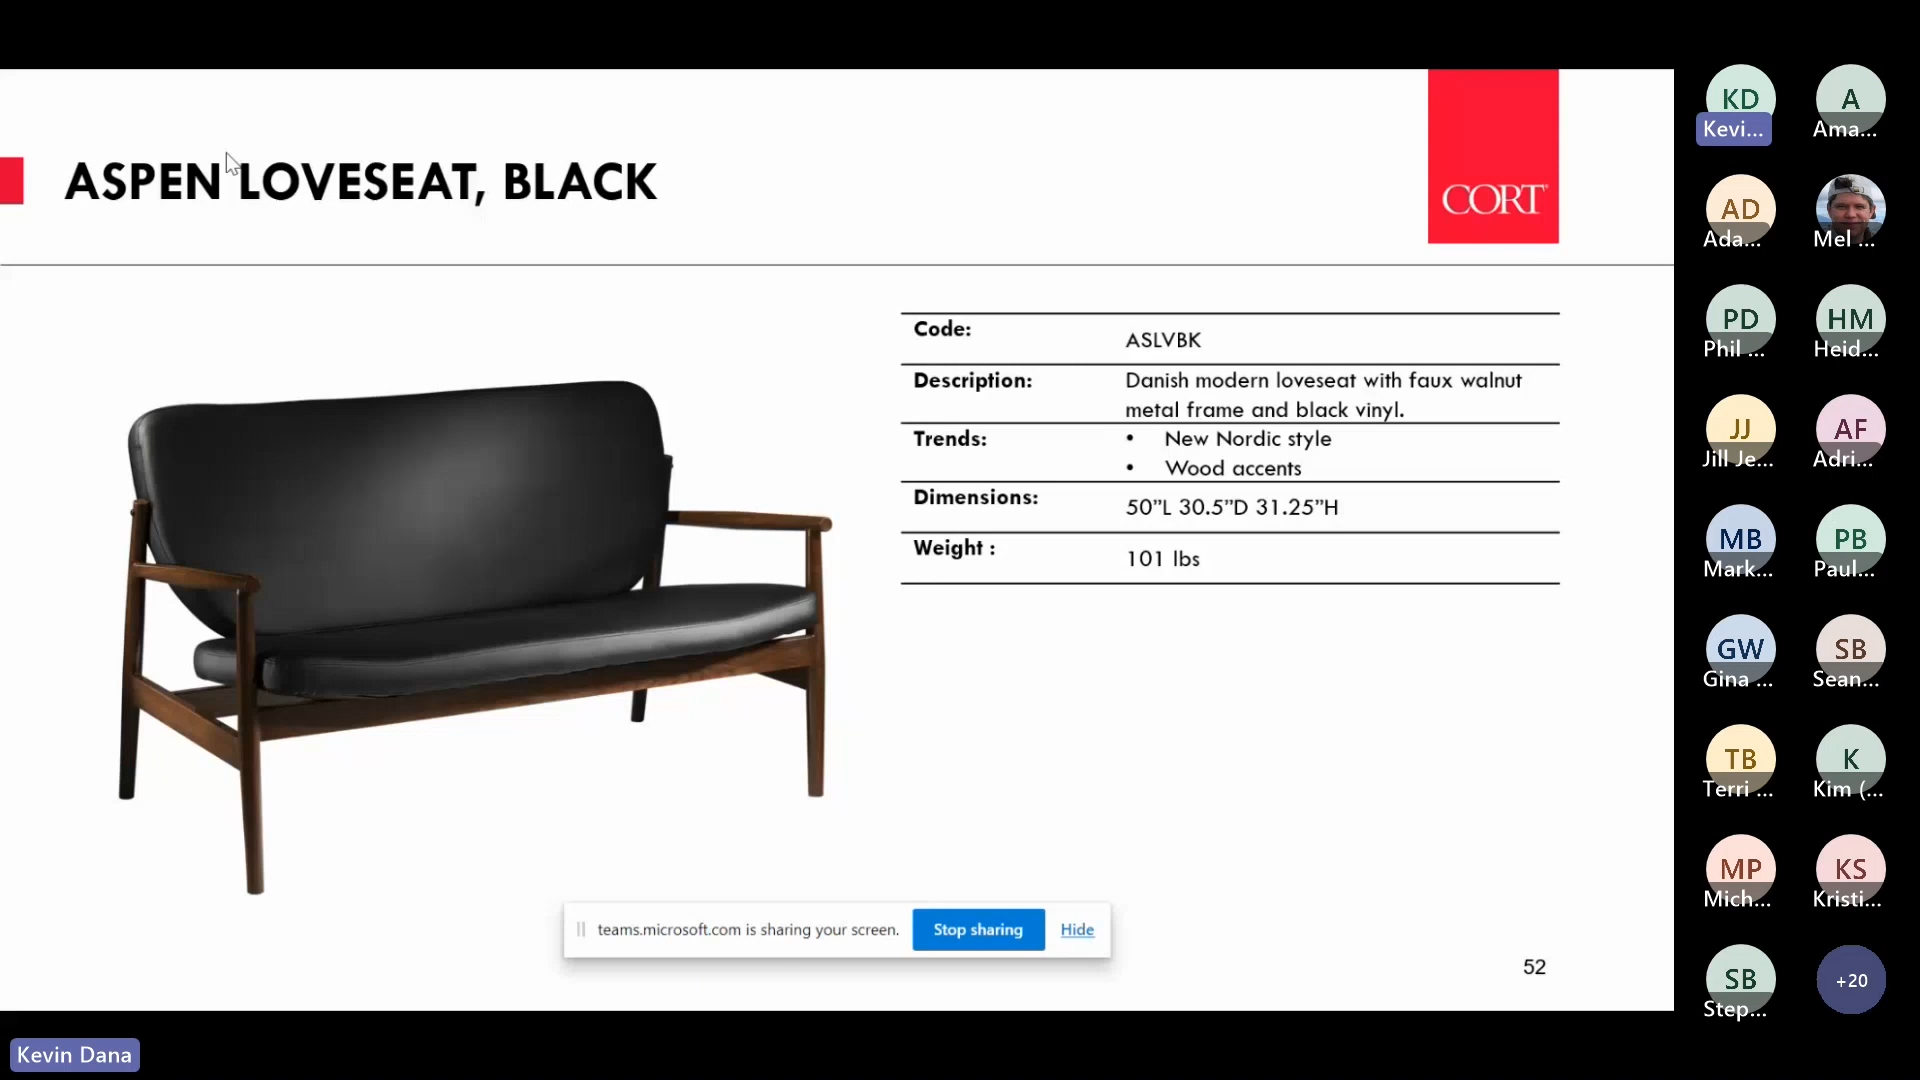 ASPEN LOVESEAT, BLACK
CORT
Code:
ASLVBK
Description:
Danish modern loveseat with faux walnut
metal frame and black vinyl.
Trends:
• New Nordic style
• Wood accents
Dimensions:
50”L 30.5”D 31.25”H
Weight :
101 lbs
teams.microsoft.com is sharing your screen.
Stop sharing
Hide
52
Kevin Dana
KD
Kevi...
A
Ama...
AD
Ada...
Mel ...
PD
Phil ...
HM
Heid...
JJ
Jill Je...
AF
Adri...
MB
Mark...
PB
Paul...
GW
Gina ...
SB
Sean...
TB
Terri ...
K
Kim (...
MP
Mich...
KS
Kristi...
SB
Step...
+20